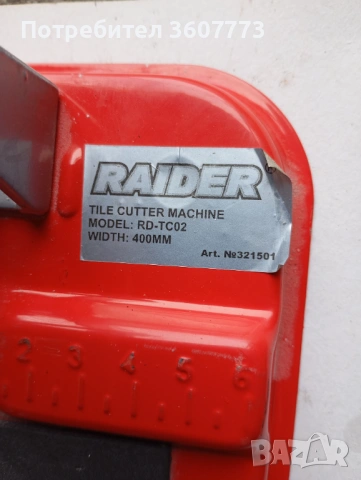 Потребител 3607773
RAIDER
TILE CUTTER MACHINE
MODEL: RD-TC02
WIDTH: 400MM
Art. №321501
2 3 4 5 6
BAZAR
bg